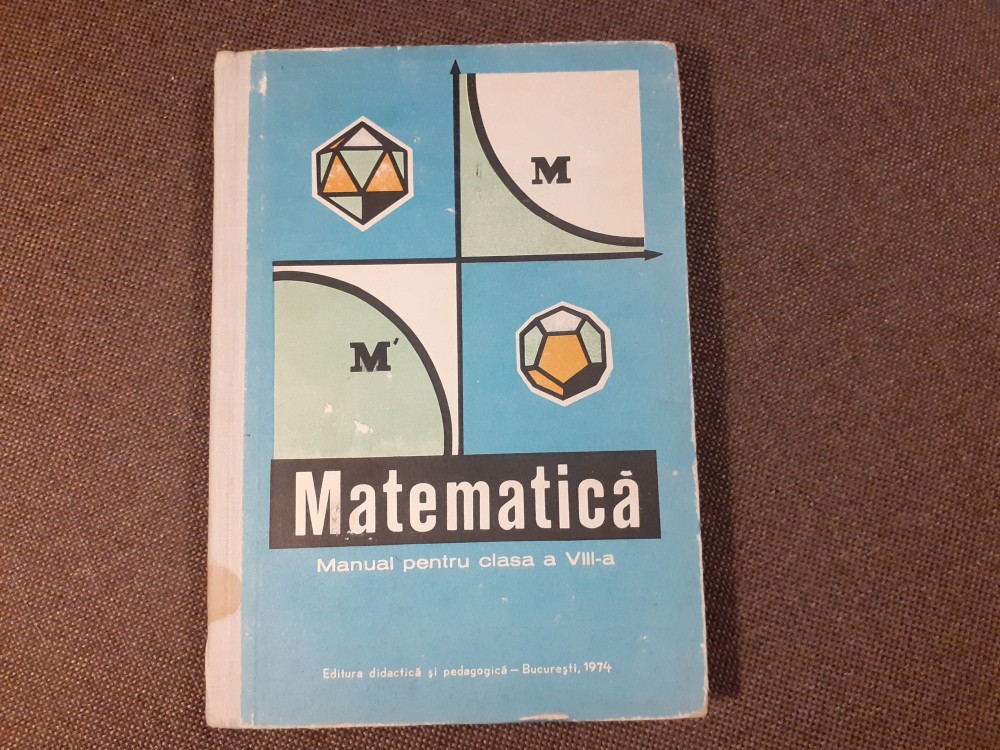 M
M'
Matematică
Manual pentru clasa a VIII-a
Editura didactică și pedagogică – București, 1974